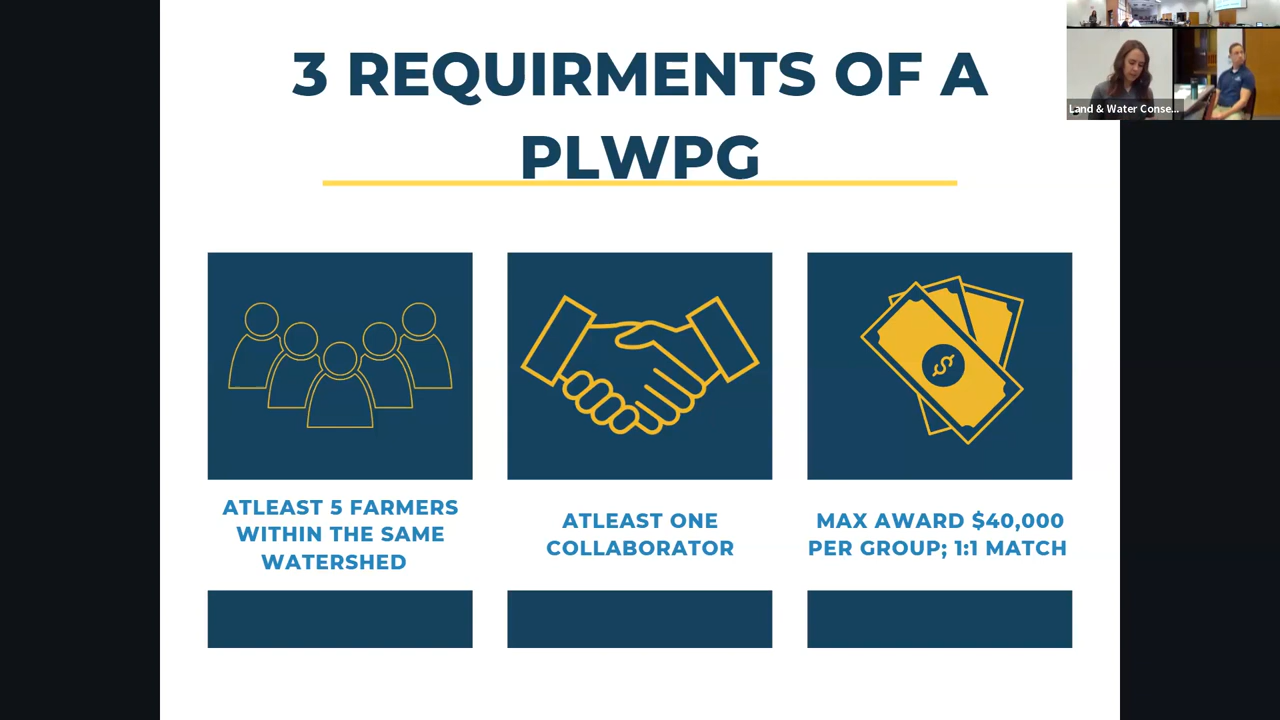 3 REQUIRMENTS OF A
PLWPG
Land & Water Conse...
$
ATLEAST 5 FARMERS
WITHIN THE SAME
WATERSHED
ATLEAST ONE
COLLABORATOR
MAX AWARD $40,000
PER GROUP; 1:1 MATCH